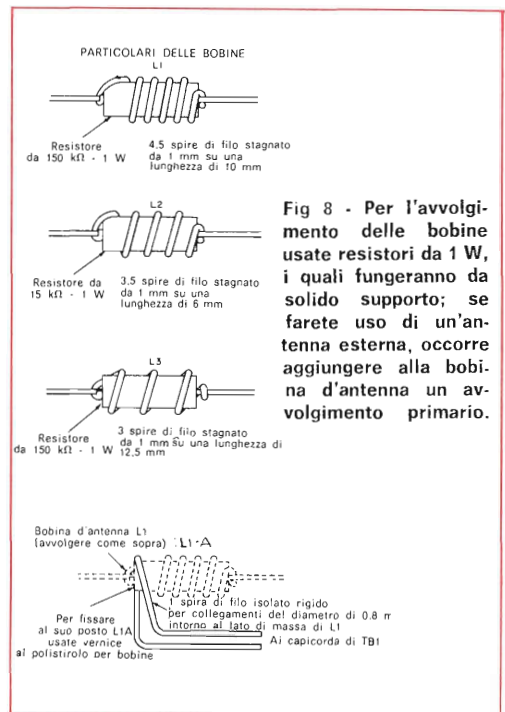 PARTICOLARI DELLE BOBINE
L1
Resistore
da 150 kΩ - 1 W
4.5 spire di filo stagnato
da 1 mm su una
lunghezza di 10 mm
L2
Resistore da
15 kΩ - 1 W
3.5 spire di filo stagnato
da 1 mm su una
lunghezza di 6 mm
L3
Resistore
da 150 kΩ - 1 W
3 spire di filo stagnato
da 1 mm su una lunghezza di
12,5 mm
Fig 8 - Per l'avvolgi-
mento delle bobine
usate resistori da 1 W,
i quali fungeranno da
solido supporto; se
farete uso di un'an-
tenna esterna, occorre
aggiungere alla bobi-
na d'antenna un av-
volgimento primario.
Bobina d'antenna L1
(avvolgere come sopra) :L1-A
1 spira di filo isolato rigido
per collegamenti del diametro di 0.8 m
intorno al lato di massa di L1
Ai capicorda di TB1
Per fissare
al suo posto L1A
usate vernice
al polistirolo per bobine